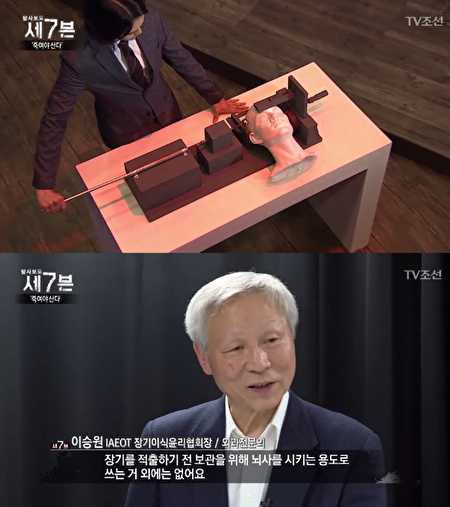 탐사보도
세7븐
'죽여야 산다'
TV조선
탐사보도
세7븐
'죽여야 산다'
TV조선
세7븐 이승원 IAEOT 장기이식윤리협회장 / 외과전문의
장기를 적출하기 전 보관을 위해 뇌사를 시키는 용도로
쓰는 거 외에는 없어요